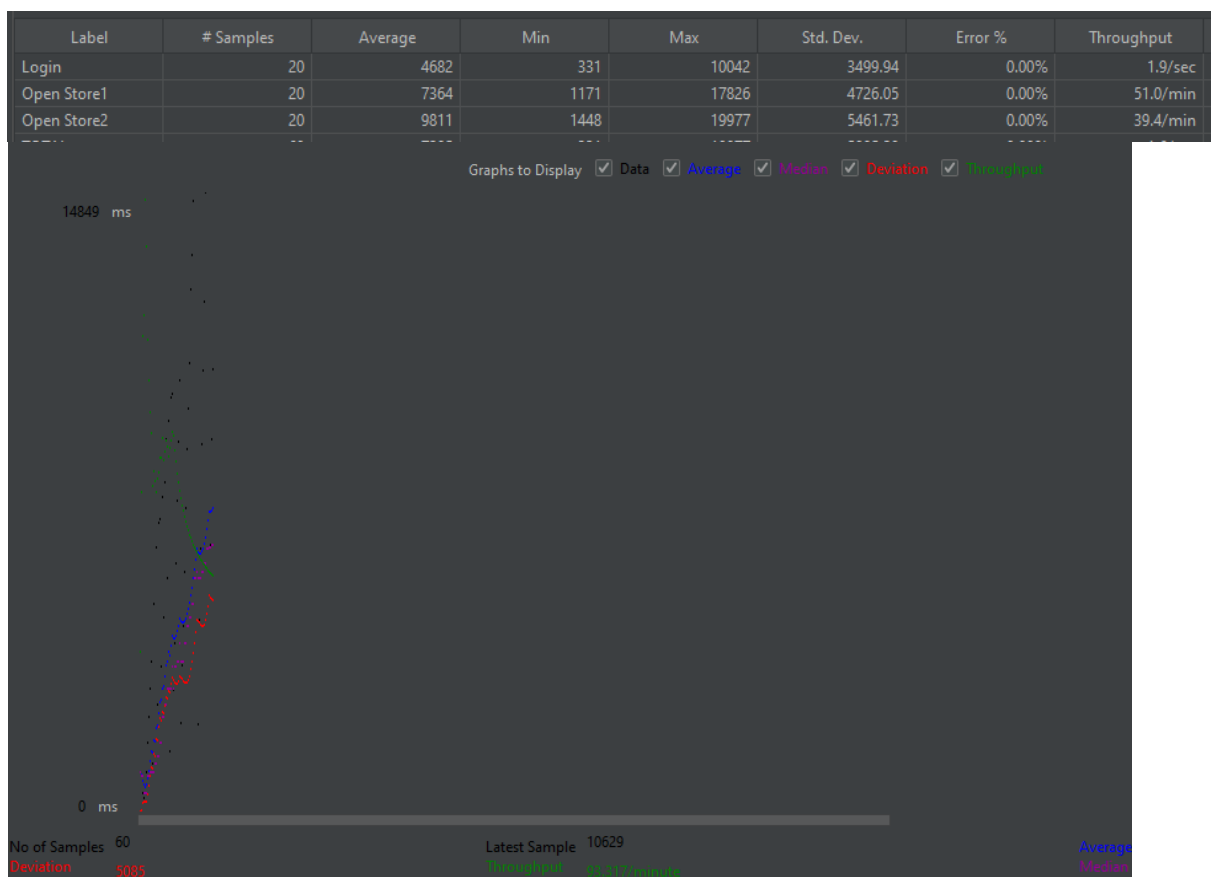 Label # Samples Average Min Max Std. Dev. Error % Throughput
Login 20 4682 331 10042 3499.94 0.00% 1.9/sec
Open Store1 20 7364 1171 17826 4726.05 0.00% 51.0/min
Open Store2 20 9811 1448 19977 5461.73 0.00% 39.4/min
Graphs to Display Data Average Median Deviation Throughput
14849 ms
0 ms
No of Samples 60 Latest Sample 10629 Average
Deviation 5085 Throughput 93.317/minute Median